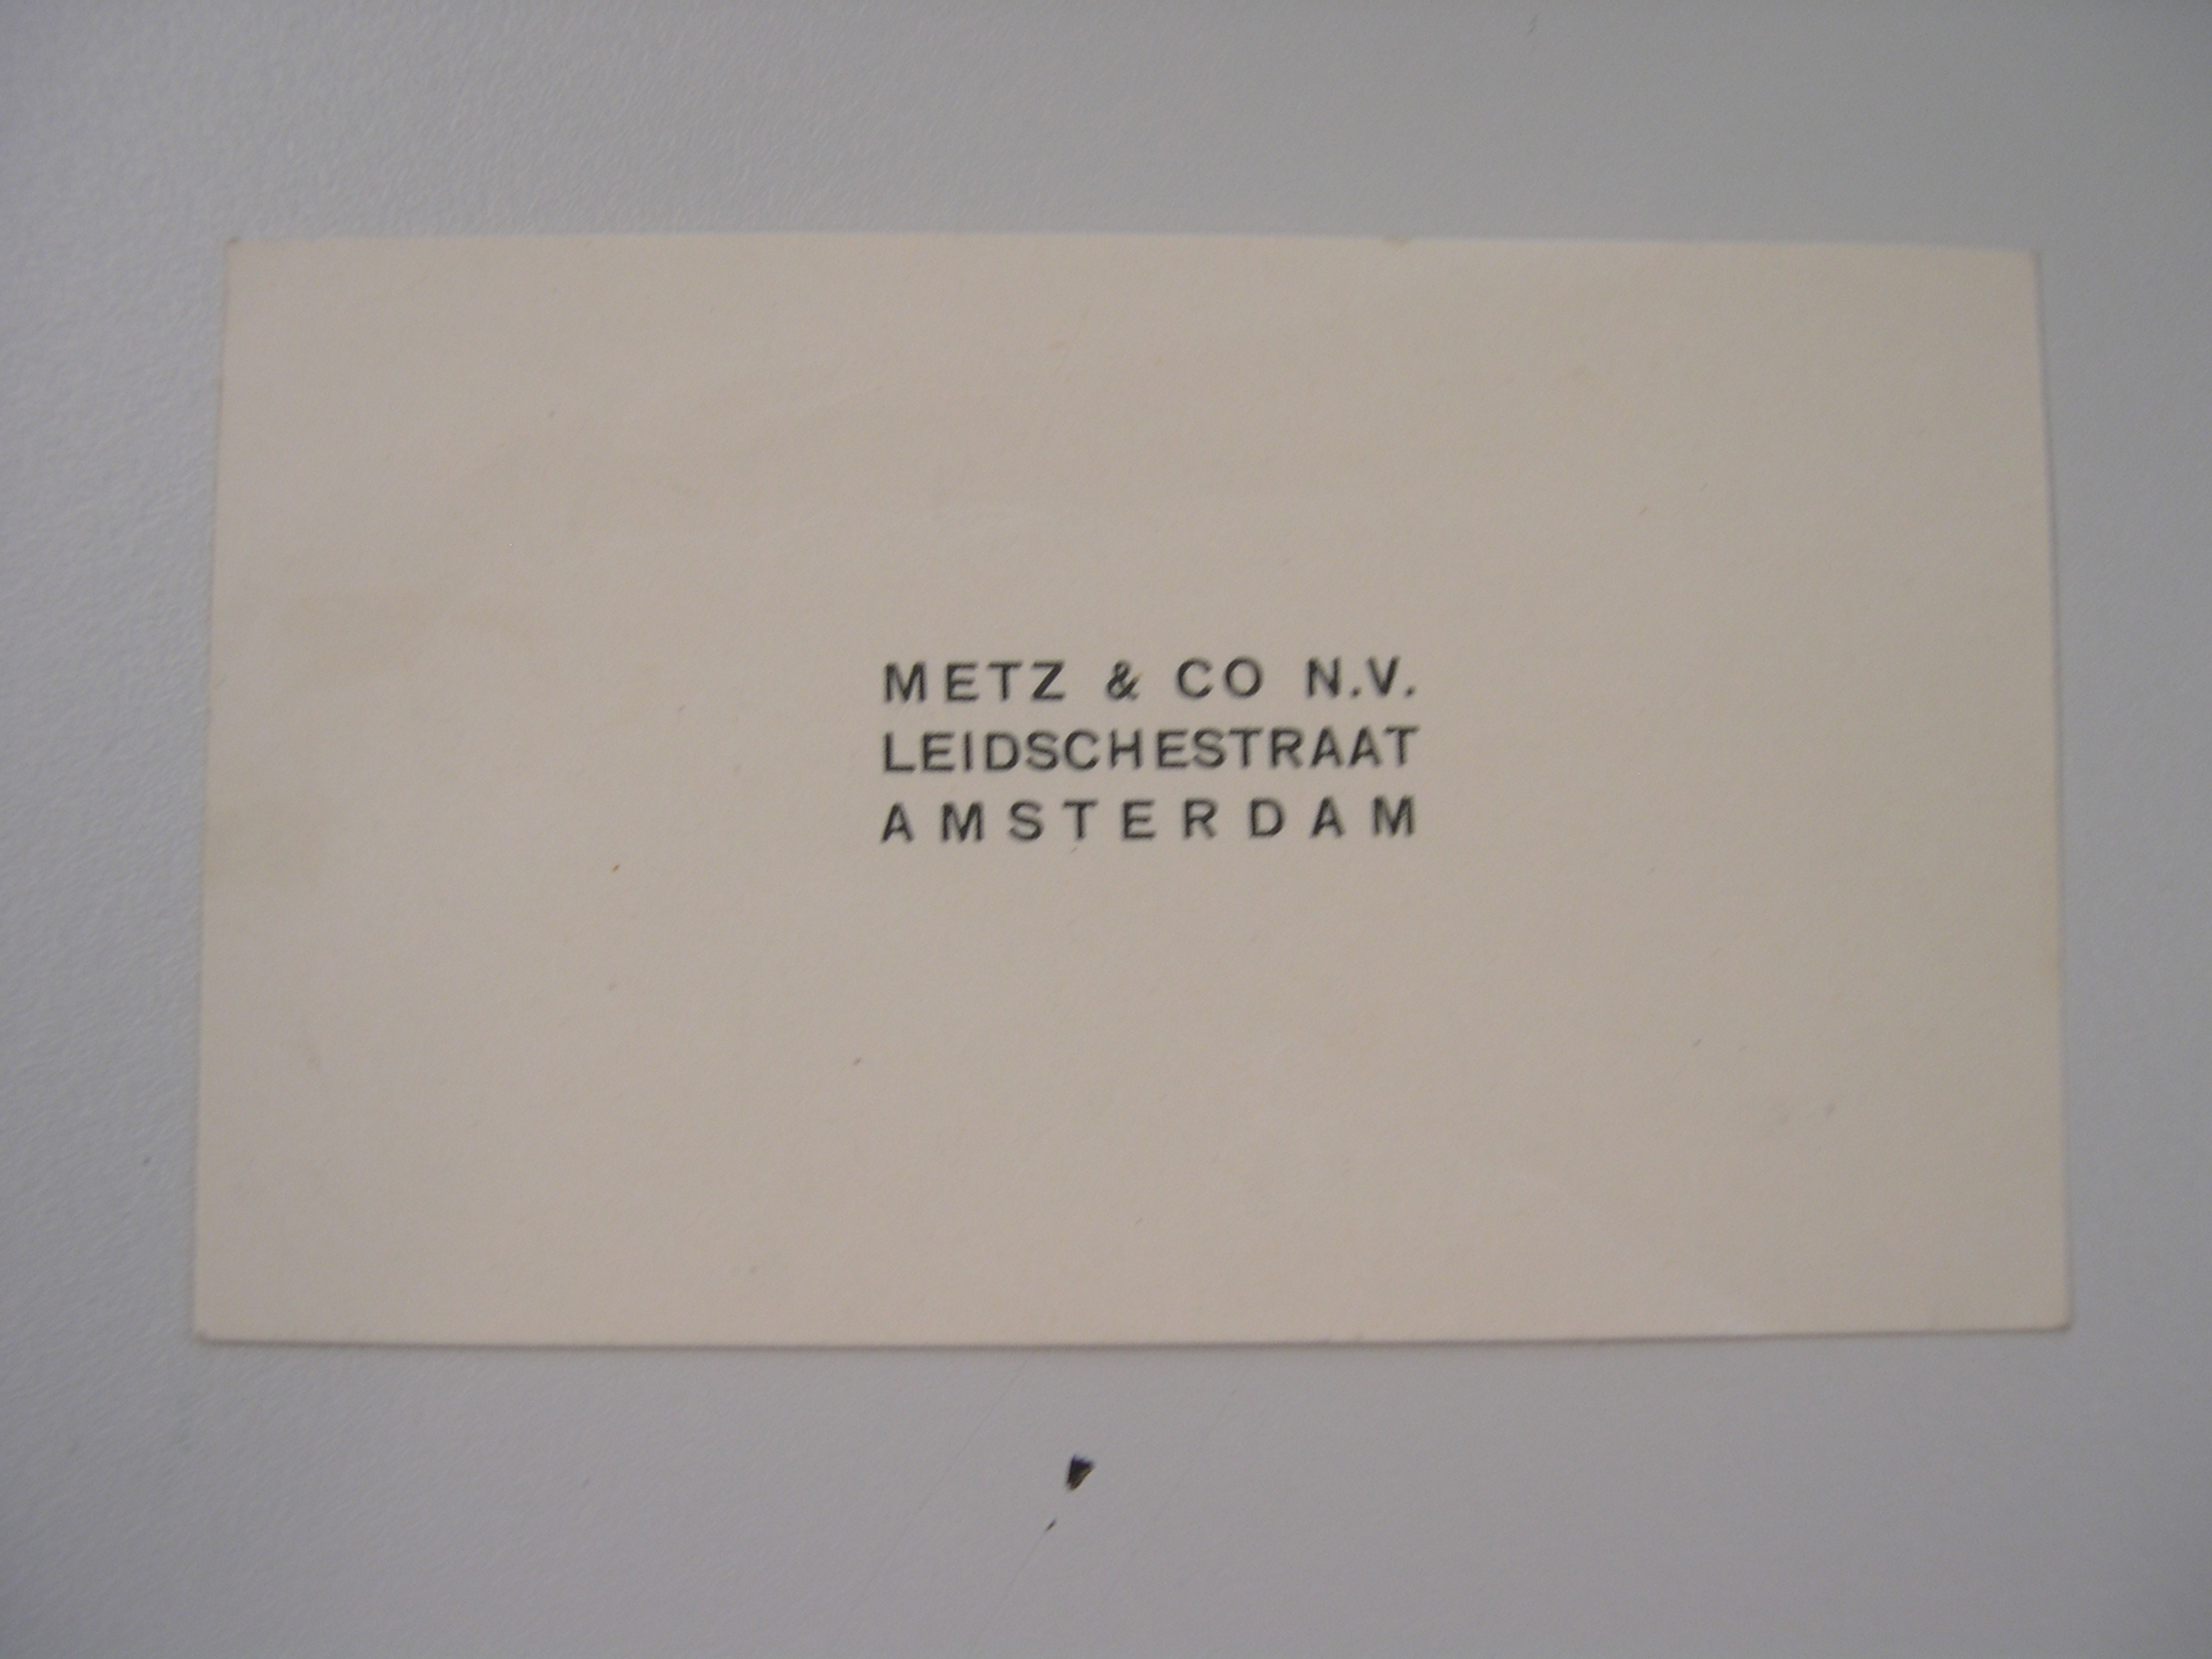 METZ & CO N.V.
LEIDSCHESTRAAT
AMSTERDAM